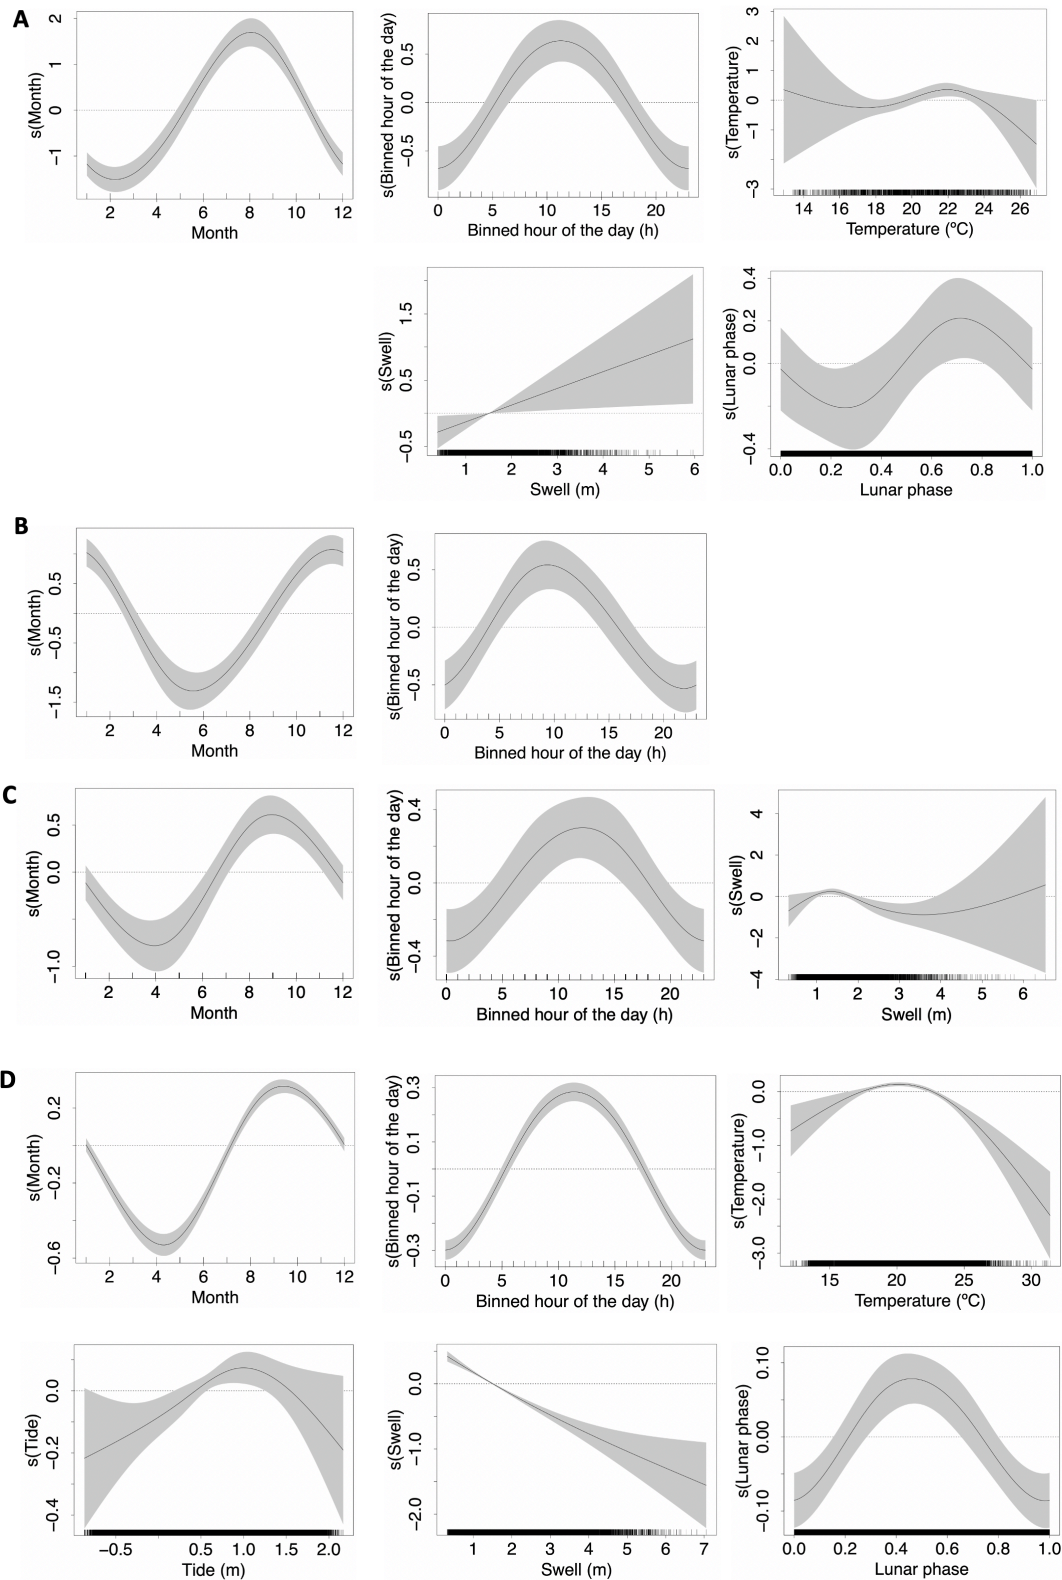 A
s(Month)
2
1
0
−1
2 4 6 8 10 12
Month
s(Binned hour of the day)
0.5
0.0
−0.5
0 5 10 15 20
Binned hour of the day (h)
s(Temperature)
3
2
1
0
−1
−3
14 16 18 20 22 24 26
Temperature (ºC)
s(Swell)
1.5
0.5
−0.5
1 2 3 4 5 6
Swell (m)
s(Lunar phase)
0.4
0.2
0.0
−0.4
0.0 0.2 0.4 0.6 0.8 1.0
Lunar phase
B
s(Month)
0.5
−0.5
−1.5
2 4 6 8 10 12
Month
s(Binned hour of the day)
0.5
0.0
−0.5
0 5 10 15 20
Binned hour of the day (h)
C
s(Month)
0.5
0.0
−1.0
2 4 6 8 10 12
Month
s(Binned hour of the day)
0.4
0.0
−0.4
0 5 10 15 20
Binned hour of the day (h)
s(Swell)
4
2
0
−2
−4
1 2 3 4 5 6
Swell (m)
D
s(Month)
0.2
−0.2
−0.6
2 4 6 8 10 12
Month
s(Binned hour of the day)
0.3
0.1
−0.1
−0.3
0 5 10 15 20
Binned hour of the day (h)
s(Temperature)
0.0
−1.0
−2.0
−3.0
15 20 25 30
Temperature (ºC)
s(Tide)
0.0
−0.2
−0.4
−0.5 0.5 1.0 1.5 2.0
Tide (m)
s(Swell)
0.0
−1.0
−2.0
1 2 3 4 5 6 7
Swell (m)
s(Lunar phase)
0.10
0.00
−0.10
0.0 0.2 0.4 0.6 0.8 1.0
Lunar phase